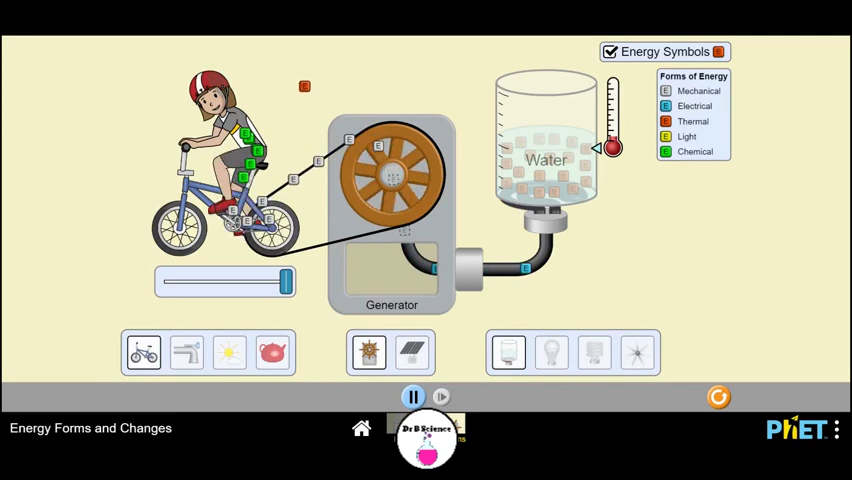 Energy Symbols E
Forms of Energy
E Mechanical
E Electrical
E Thermal
E Light
E Chemical
Water
Generator
Energy Forms and Changes
Dr B Science
PhET